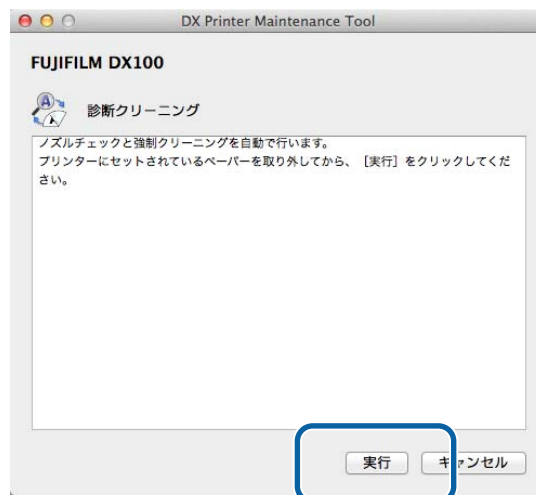 DX Printer Maintenance Tool
FUJIFILM DX100
診断クリーニング
ノズルチェックと強制クリーニングを自動で行います。
プリンターにセットされているペーパーを取り外してから、［実行］をクリックしてくだ
さい。
実行
キャンセル